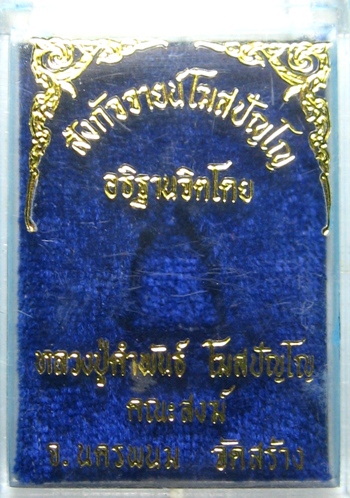 สังกัจจายน์โฆสปัญโญ
อธิฐานจิตโดย
หลวงปู่คำพันธ์ โฆสปัญโญ
คณะสงฆ์
จ. นครพนม จัดสร้าง